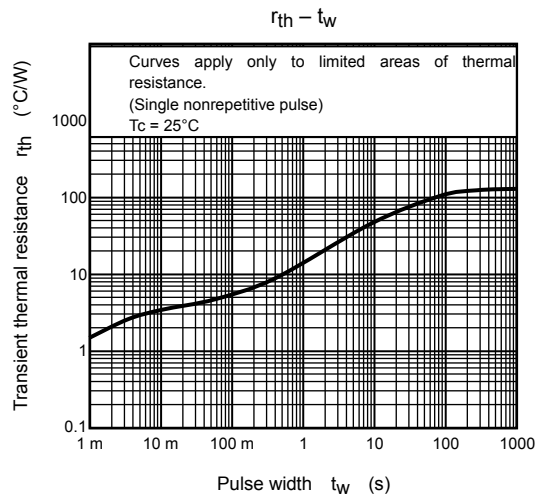 rth – tw
Curves apply only to limited areas of thermal
resistance.
(Single nonrepetitive pulse)
Tc = 25°C
Transient thermal resistance rth (°C/W)
1000
100
10
1
0.1
1 m 10 m 100 m 1 10 100 1000
Pulse width tw (s)